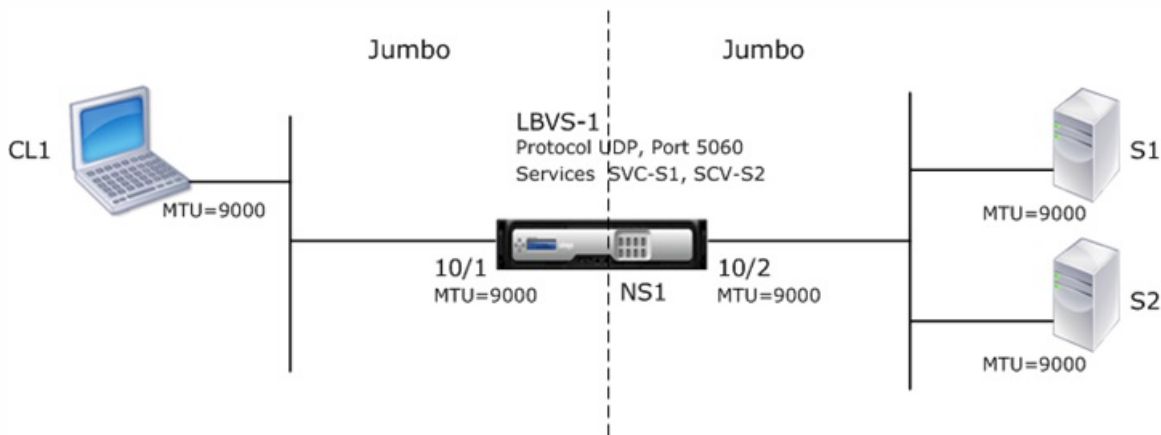 Jumbo
Jumbo
CL1
MTU=9000
LBVS-1
Protocol UDP, Port 5060
Services SVC-S1, SCV-S2
10/1
MTU=9000
NS1
10/2
MTU=9000
S1
MTU=9000
S2
MTU=9000